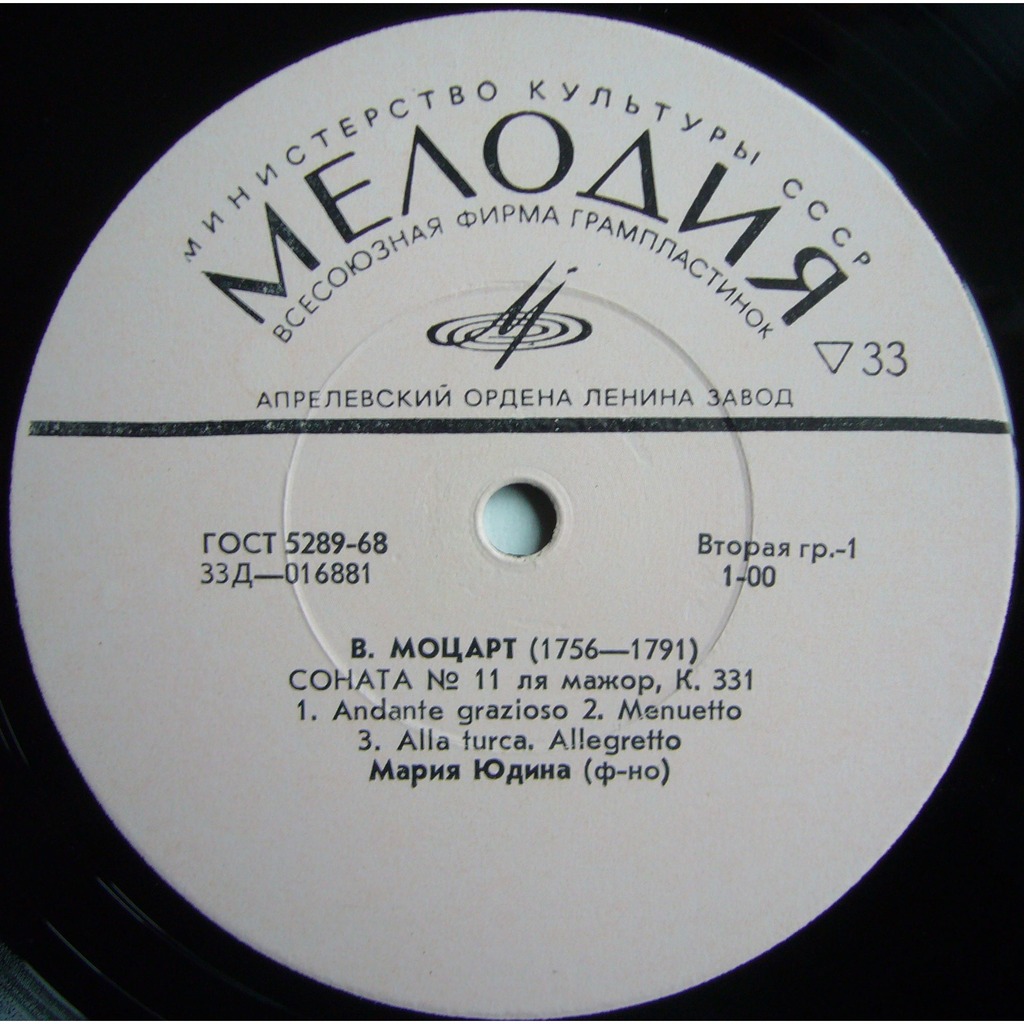 МИНИСТЕРСТВО КУЛЬТУРЫ СССР
МЕЛОДИЯ
ВСЕСОЮЗНАЯ ФИРМА ГРАМПЛАСТИНОК
▽33
АПРЕЛЕВСКИЙ ОРДЕНА ЛЕНИНА ЗАВОД
ГОСТ 5289-68
33Д—016881
Вторая гр.-1
1-00
В. МОЦАРТ (1756—1791)
СОНАТА № 11 ля мажор, К. 331
1. Andante grazioso 2. Menuetto
3. Alla turca. Allegretto
Мария Юдина (ф-но)